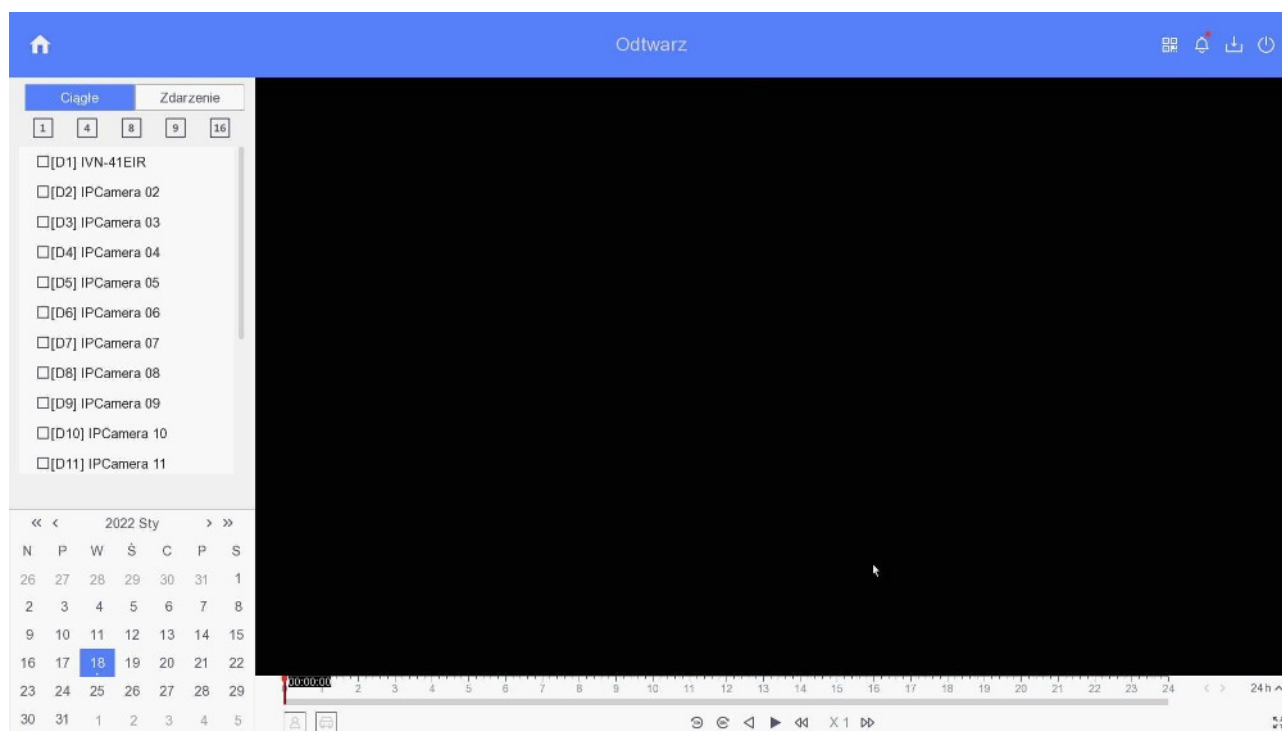 Odtwarz
Ciągłe Zdarzenie
1 4 8 9 16
[D1] IVN-41EIR
[D2] IPCamera 02
[D3] IPCamera 03
[D4] IPCamera 04
[D5] IPCamera 05
[D6] IPCamera 06
[D7] IPCamera 07
[D8] IPCamera 08
[D9] IPCamera 09
[D10] IPCamera 10
[D11] IPCamera 11
2022 Sty
N P W Ś C P S
26 27 28 29 30 31 1
2 3 4 5 6 7 8
9 10 11 12 13 14 15
16 17 18 19 20 21 22
23 24 25 26 27 28 29
30 31 1 2 3 4 5
00:00:00 2 3 4 5 6 7 8 9 10 11 12 13 14 15 16 17 18 19 20 21 22 23 24 24 h
X 1